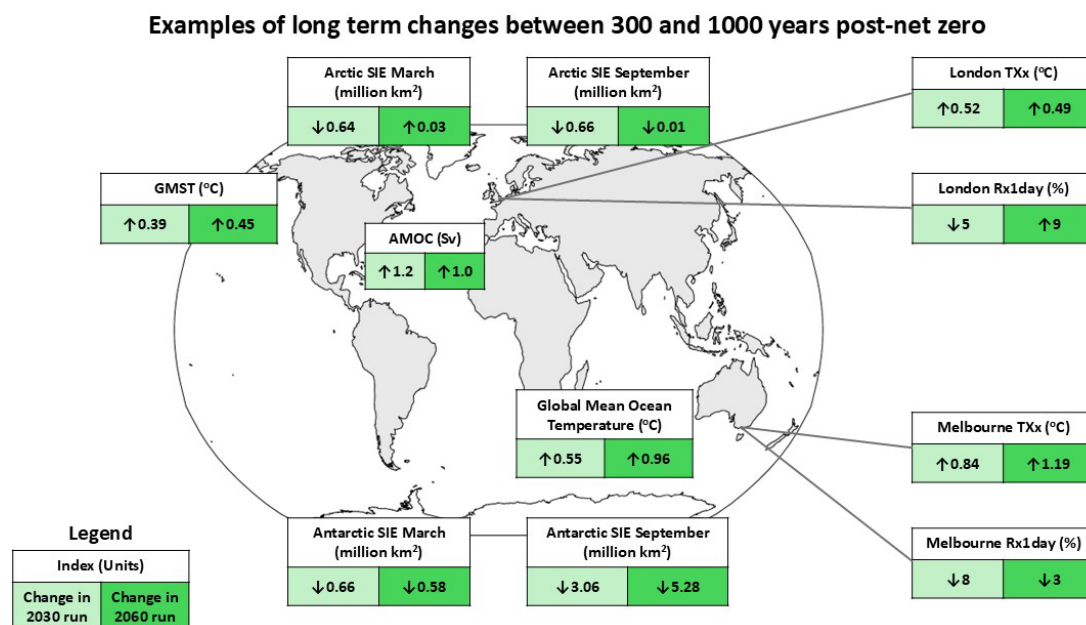 Examples of long term changes between 300 and 1000 years post-net zero
Arctic SIE March
(million km²)
↓0.64 ↑0.03
Arctic SIE September
(million km²)
↓0.66 ↓0.01
London TXx (°C)
↑0.52 ↑0.49
GMST (°C)
↑0.39 ↑0.45
London Rx1day (%)
↓5 ↑9
AMOC (Sv)
↑1.2 ↑1.0
Global Mean Ocean
Temperature (°C)
↑0.55 ↑0.96
Melbourne TXx (°C)
↑0.84 ↑1.19
Antarctic SIE March
(million km²)
↓0.66 ↓0.58
Antarctic SIE September
(million km²)
↓3.06 ↓5.28
Melbourne Rx1day (%)
↓8 ↓3
Legend
Index (Units)
Change in
2030 run
Change in
2060 run